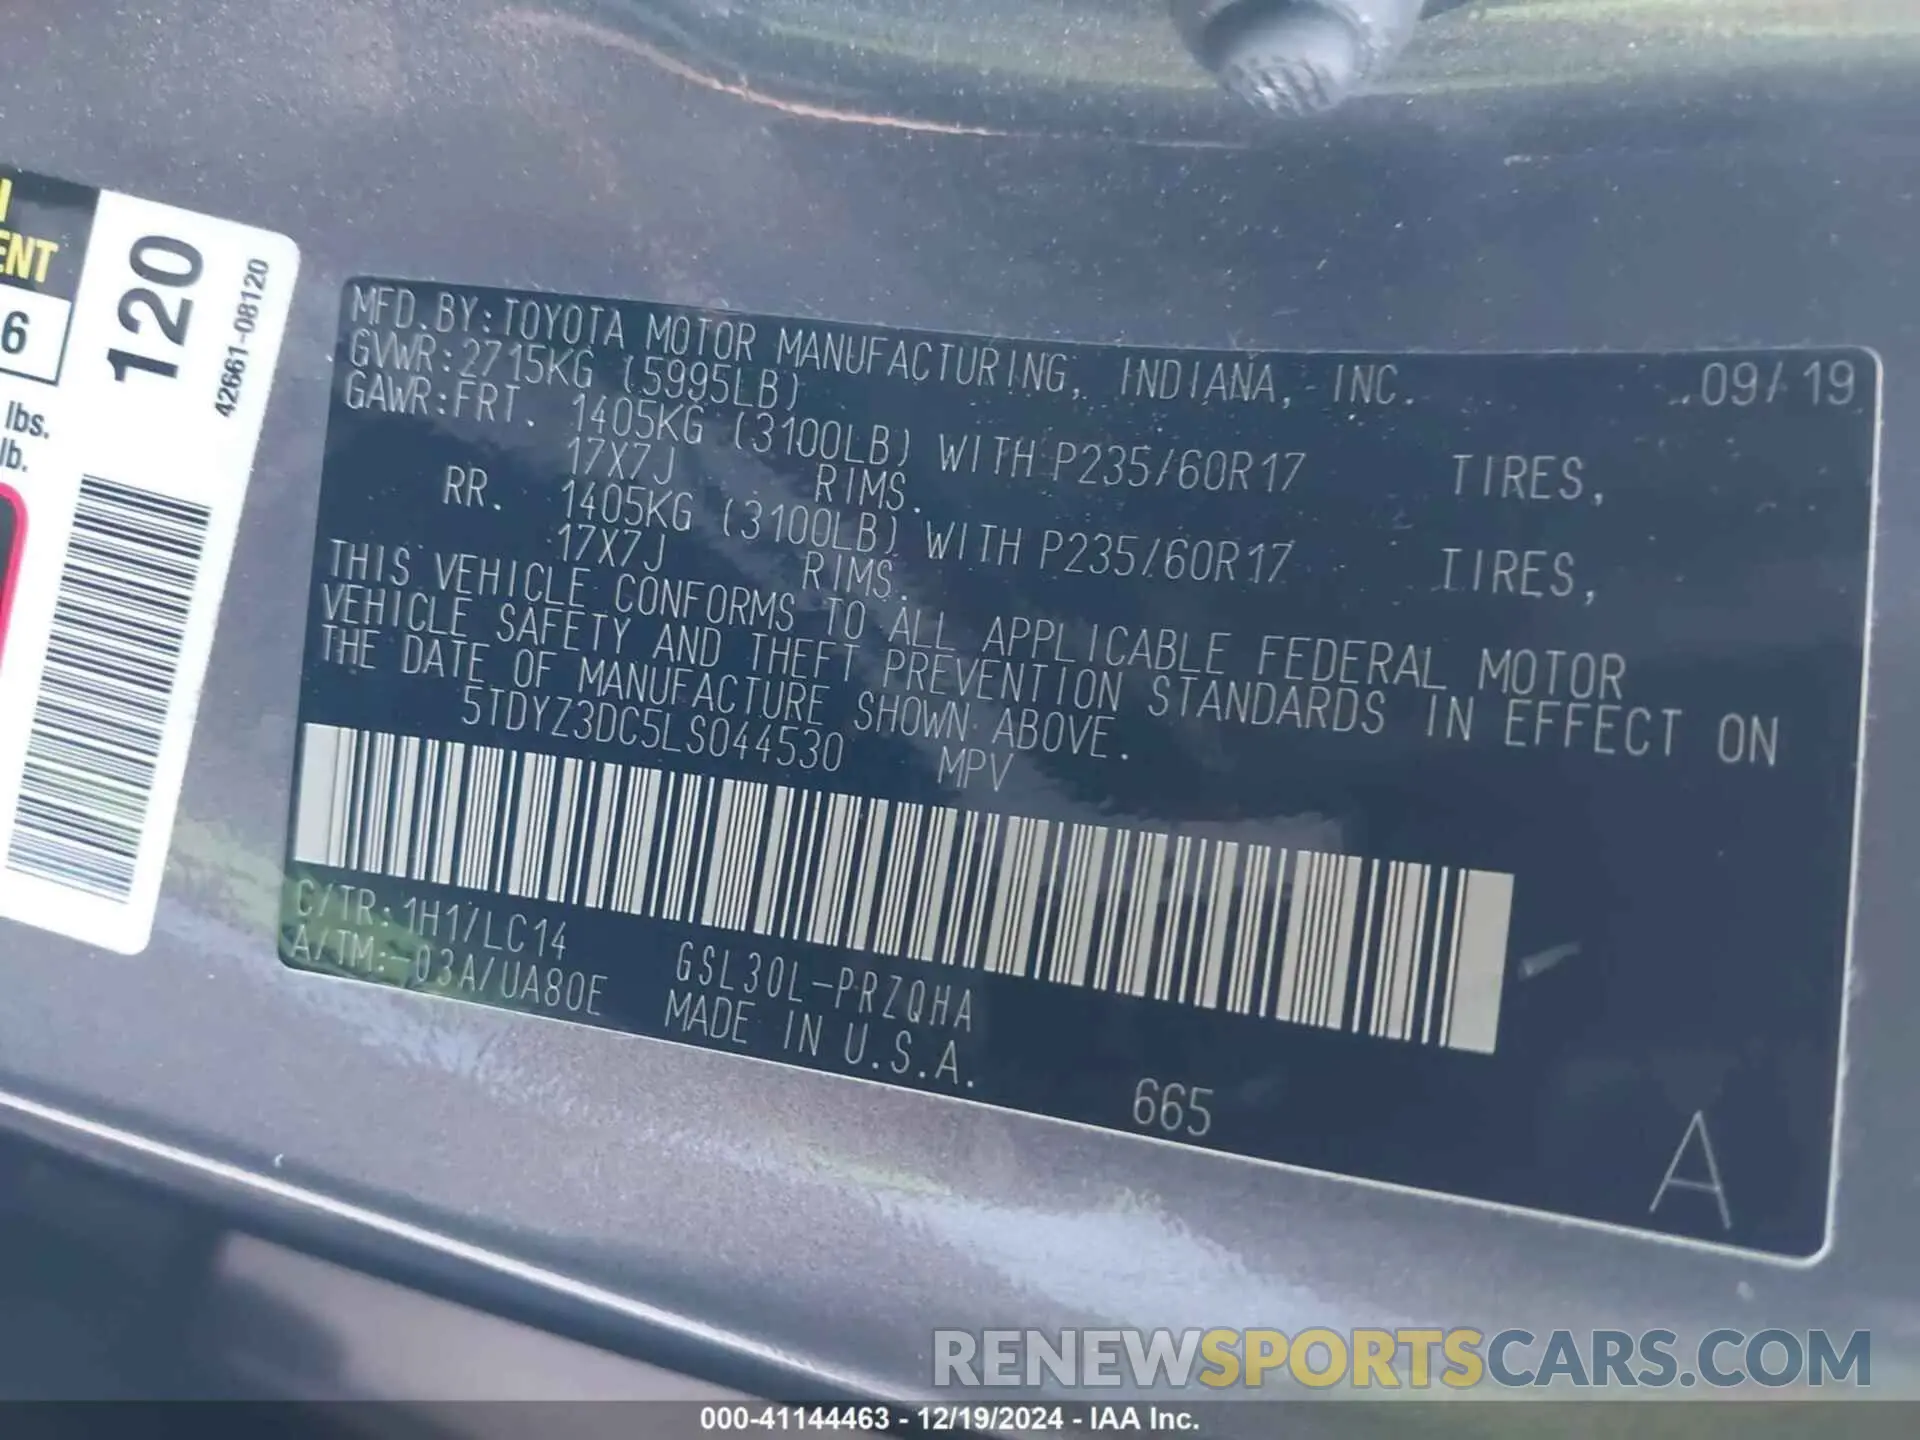 ENT
6
lbs.
lb.
120
42661-08120
MFD. BY: TOYOTA MOTOR MANUFACTURING, INDIANA, INC. 09/19
GVWR: 2715KG (5995LB)
GAWR: FRT. 1405KG (3100LB) WITH P235/60R17 TIRES,
17X7J RIMS.
RR. 1405KG (3100LB) WITH P235/60R17 TIRES,
17X7J RIMS.
THIS VEHICLE CONFORMS TO ALL APPLICABLE FEDERAL MOTOR
VEHICLE SAFETY AND THEFT PREVENTION STANDARDS IN EFFECT ON
THE DATE OF MANUFACTURE SHOWN ABOVE.
5TDYZ3DC5LS044530 MPV
C/TR: 1H1/LC14 GSL30L-PRZQHA
A/TM: -03A/UA80E MADE IN U.S.A.
665
A
RENEWSPORTSCARS.COM
000-41144463 - 12/19/2024 - IAA Inc.